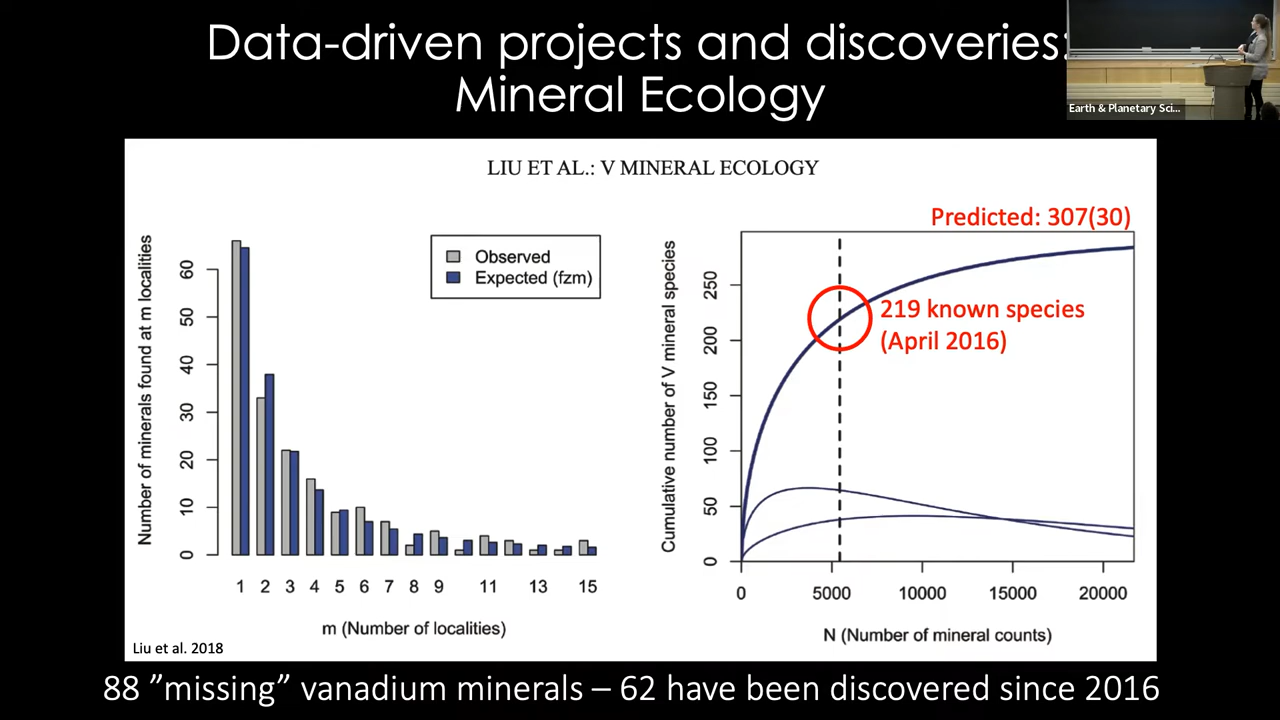 Data-driven projects and discoveries:
Mineral Ecology
Earth & Planetary Sci...
LIU ET AL.: V MINERAL ECOLOGY
Number of minerals found at m localities
60
50
40
30
20
10
0
Observed
Expected (fzm)
1 2 3 4 5 6 7 8 9 11 13 15
m (Number of localities)
Liu et al. 2018
Predicted: 307(30)
Cumulative number of V mineral species
250
200
150
100
50
0
219 known species
(April 2016)
0 5000 10000 15000 20000
N (Number of mineral counts)
88 ”missing” vanadium minerals – 62 have been discovered since 2016